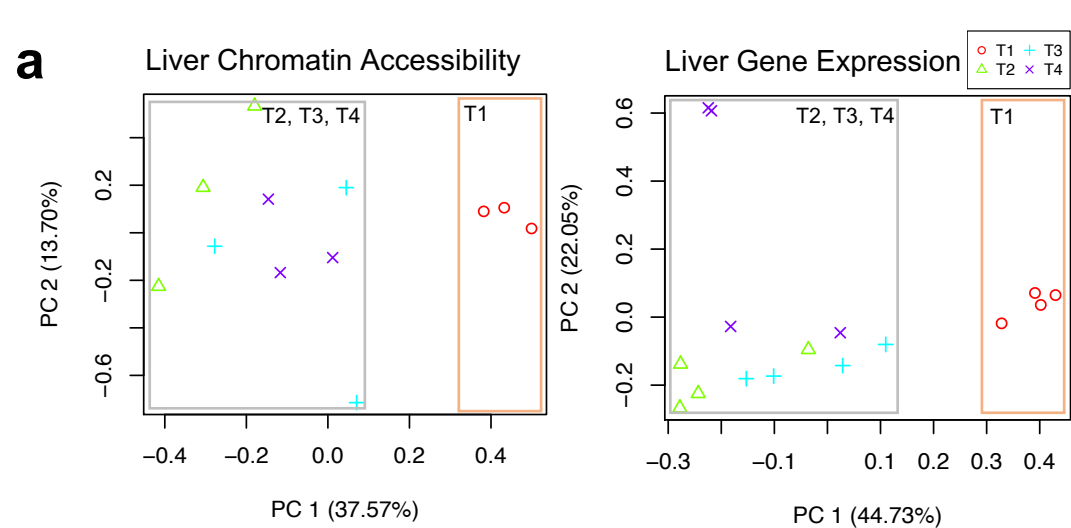 a
Liver Chromatin Accessibility
T2, T3, T4
T1
0.2
−0.2
−0.6
PC 2 (13.70%)
−0.4
−0.2
0.0
0.2
0.4
PC 1 (37.57%)
Liver Gene Expression
T1
T3
T2
T4
T2, T3, T4
T1
0.6
0.4
0.2
0.0
−0.2
PC 2 (22.05%)
−0.3
−0.1
0.1
0.2
0.3
0.4
PC 1 (44.73%)